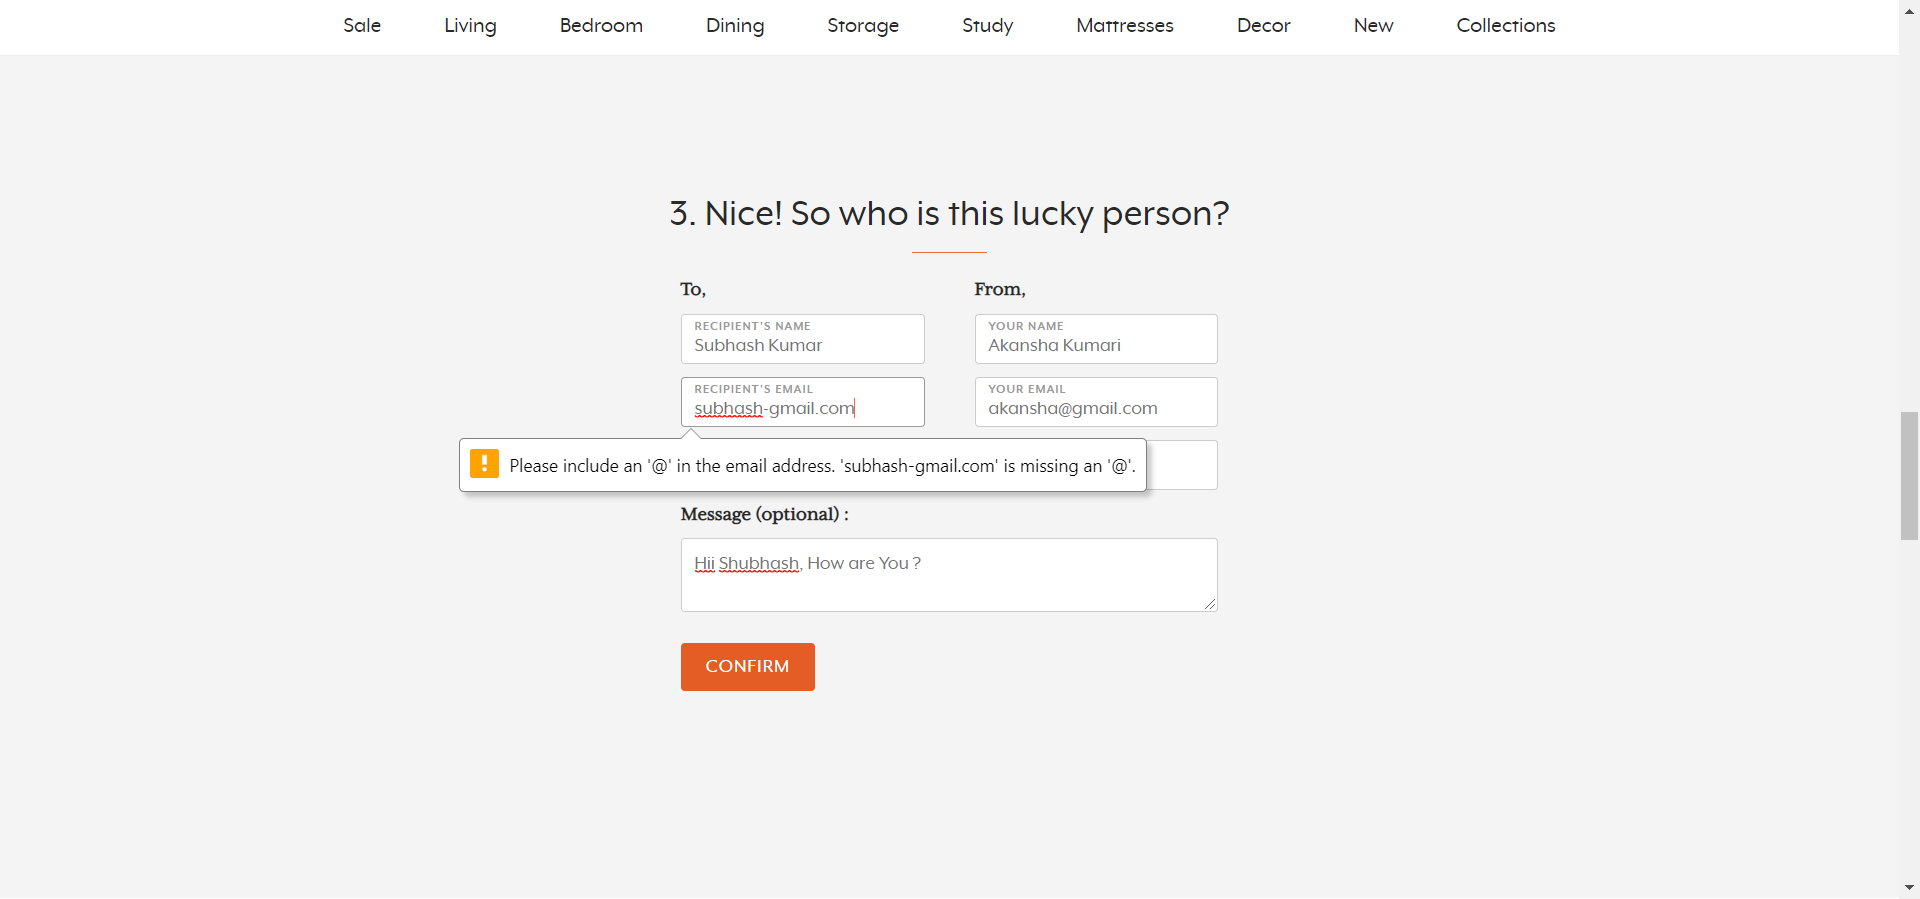 Sale Living Bedroom Dining Storage Study Mattresses Decor New Collections
3. Nice! So who is this lucky person?
To,
RECIPIENT'S NAME
Subhash Kumar
RECIPIENT'S EMAIL
subhash-gmail.com
From,
YOUR NAME
Akansha Kumari
YOUR EMAIL
akansha@gmail.com
Please include an '@' in the email address. 'subhash-gmail.com' is missing an '@'.
Message (optional) :
Hii Shubhash, How are You ?
CONFIRM